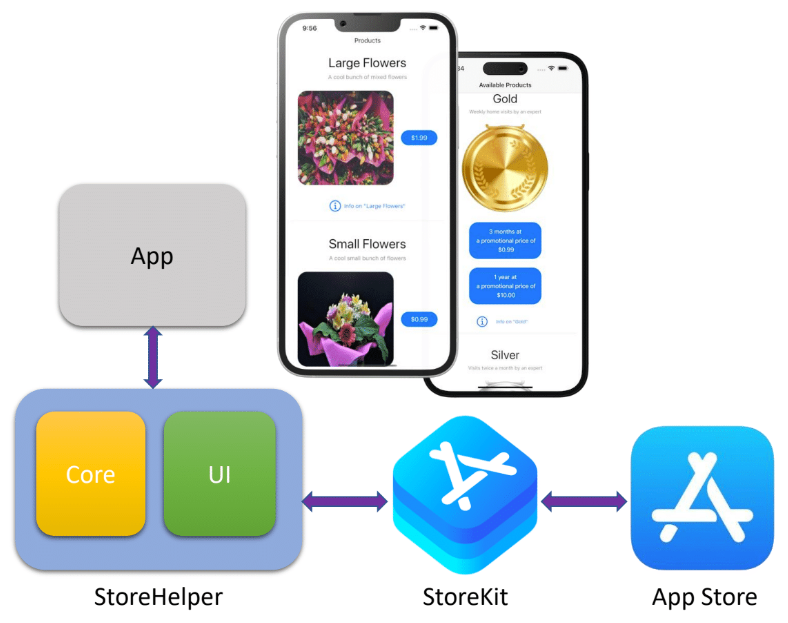 9:56
Products
Large Flowers
A cool bunch of mixed flowers
$1.99
Info on "Large Flowers"
Small Flowers
A cool small bunch of flowers
$0.99
34
Available Products
Gold
Weekly home visits by an expert
3 months at
a promotional price of
$0.99
1 year at
a promotional price of
$10.00
Info on "Gold"
Silver
Visits twice a month by an expert
App
Core
UI
StoreHelper
StoreKit
App Store